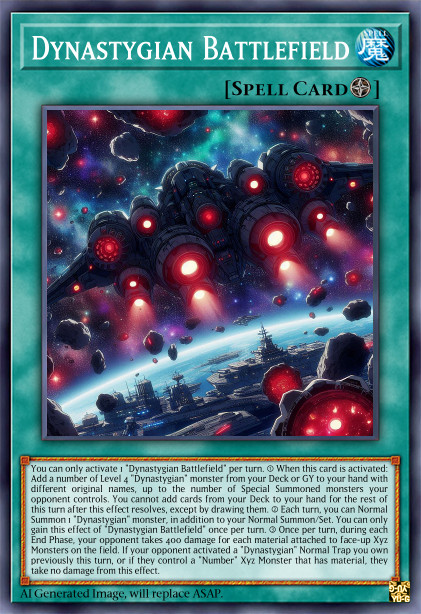 Dynastygian Battlefield
SPELL
魔
[Spell Card]
You can only activate 1 "Dynastygian Battlefield" per turn. ① When this card is activated:
Add a number of Level 4 "Dynastygian" monster from your Deck or GY to your hand with
different original names, up to the number of Special Summoned monsters your
opponent controls. You cannot add cards from your Deck to your hand for the rest of
this turn after this effect resolves, except by drawing them. ② Each turn, you can Normal
Summon 1 "Dynastygian" monster, in addition to your Normal Summon/Set. You can only
gain this effect of "Dynastygian Battlefield" once per turn. ③ Once per turn, during each
End Phase, your opponent takes 400 damage for each material attached to face-up Xyz
Monsters on the field. If your opponent activated a "Dynastygian" Normal Trap you own
previously this turn, or if they control a "Number" Xyz Monster that has material, they
take no damage from this effect.
AI Generated Image, will replace ASAP.